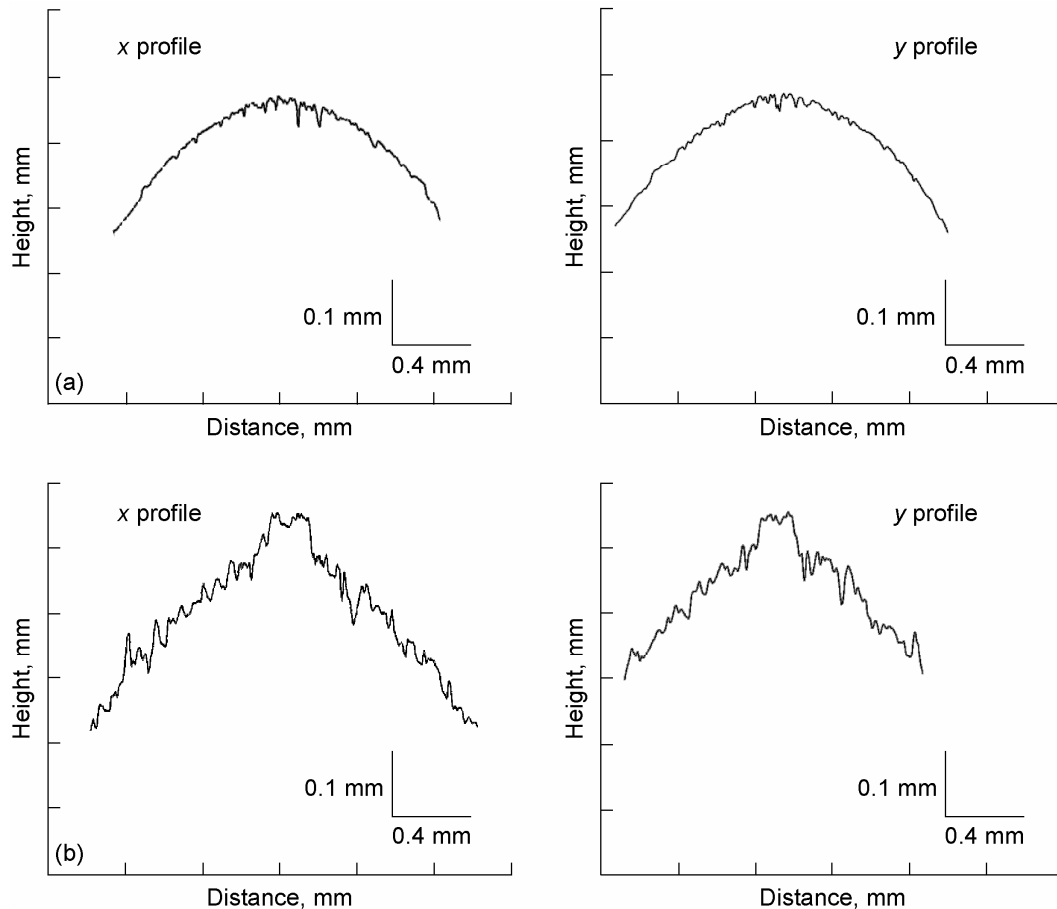 x profile
y profile
Height, mm
Height, mm
0.1 mm
0.1 mm
0.4 mm
0.4 mm
(a)
Distance, mm
Distance, mm
x profile
y profile
Height, mm
Height, mm
0.1 mm
0.1 mm
0.4 mm
0.4 mm
(b)
Distance, mm
Distance, mm